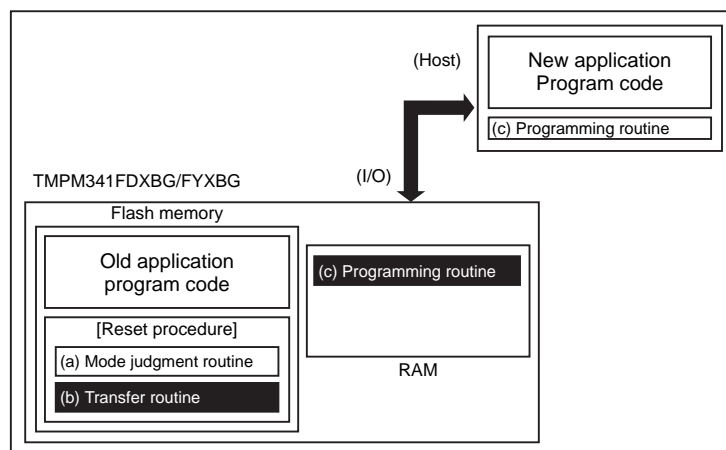 (Host)
New application
Program code
(c) Programming routine
(I/O)
TMPM341FDXBG/FYXBG
Flash memory
Old application
program code
[Reset procedure]
(a) Mode judgment routine
(b) Transfer routine
(c) Programming routine
RAM